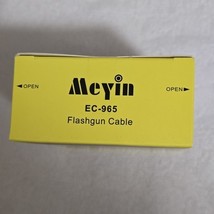 Meyin
◄OPEN OPEN►
EC-965
Flashgun Cable